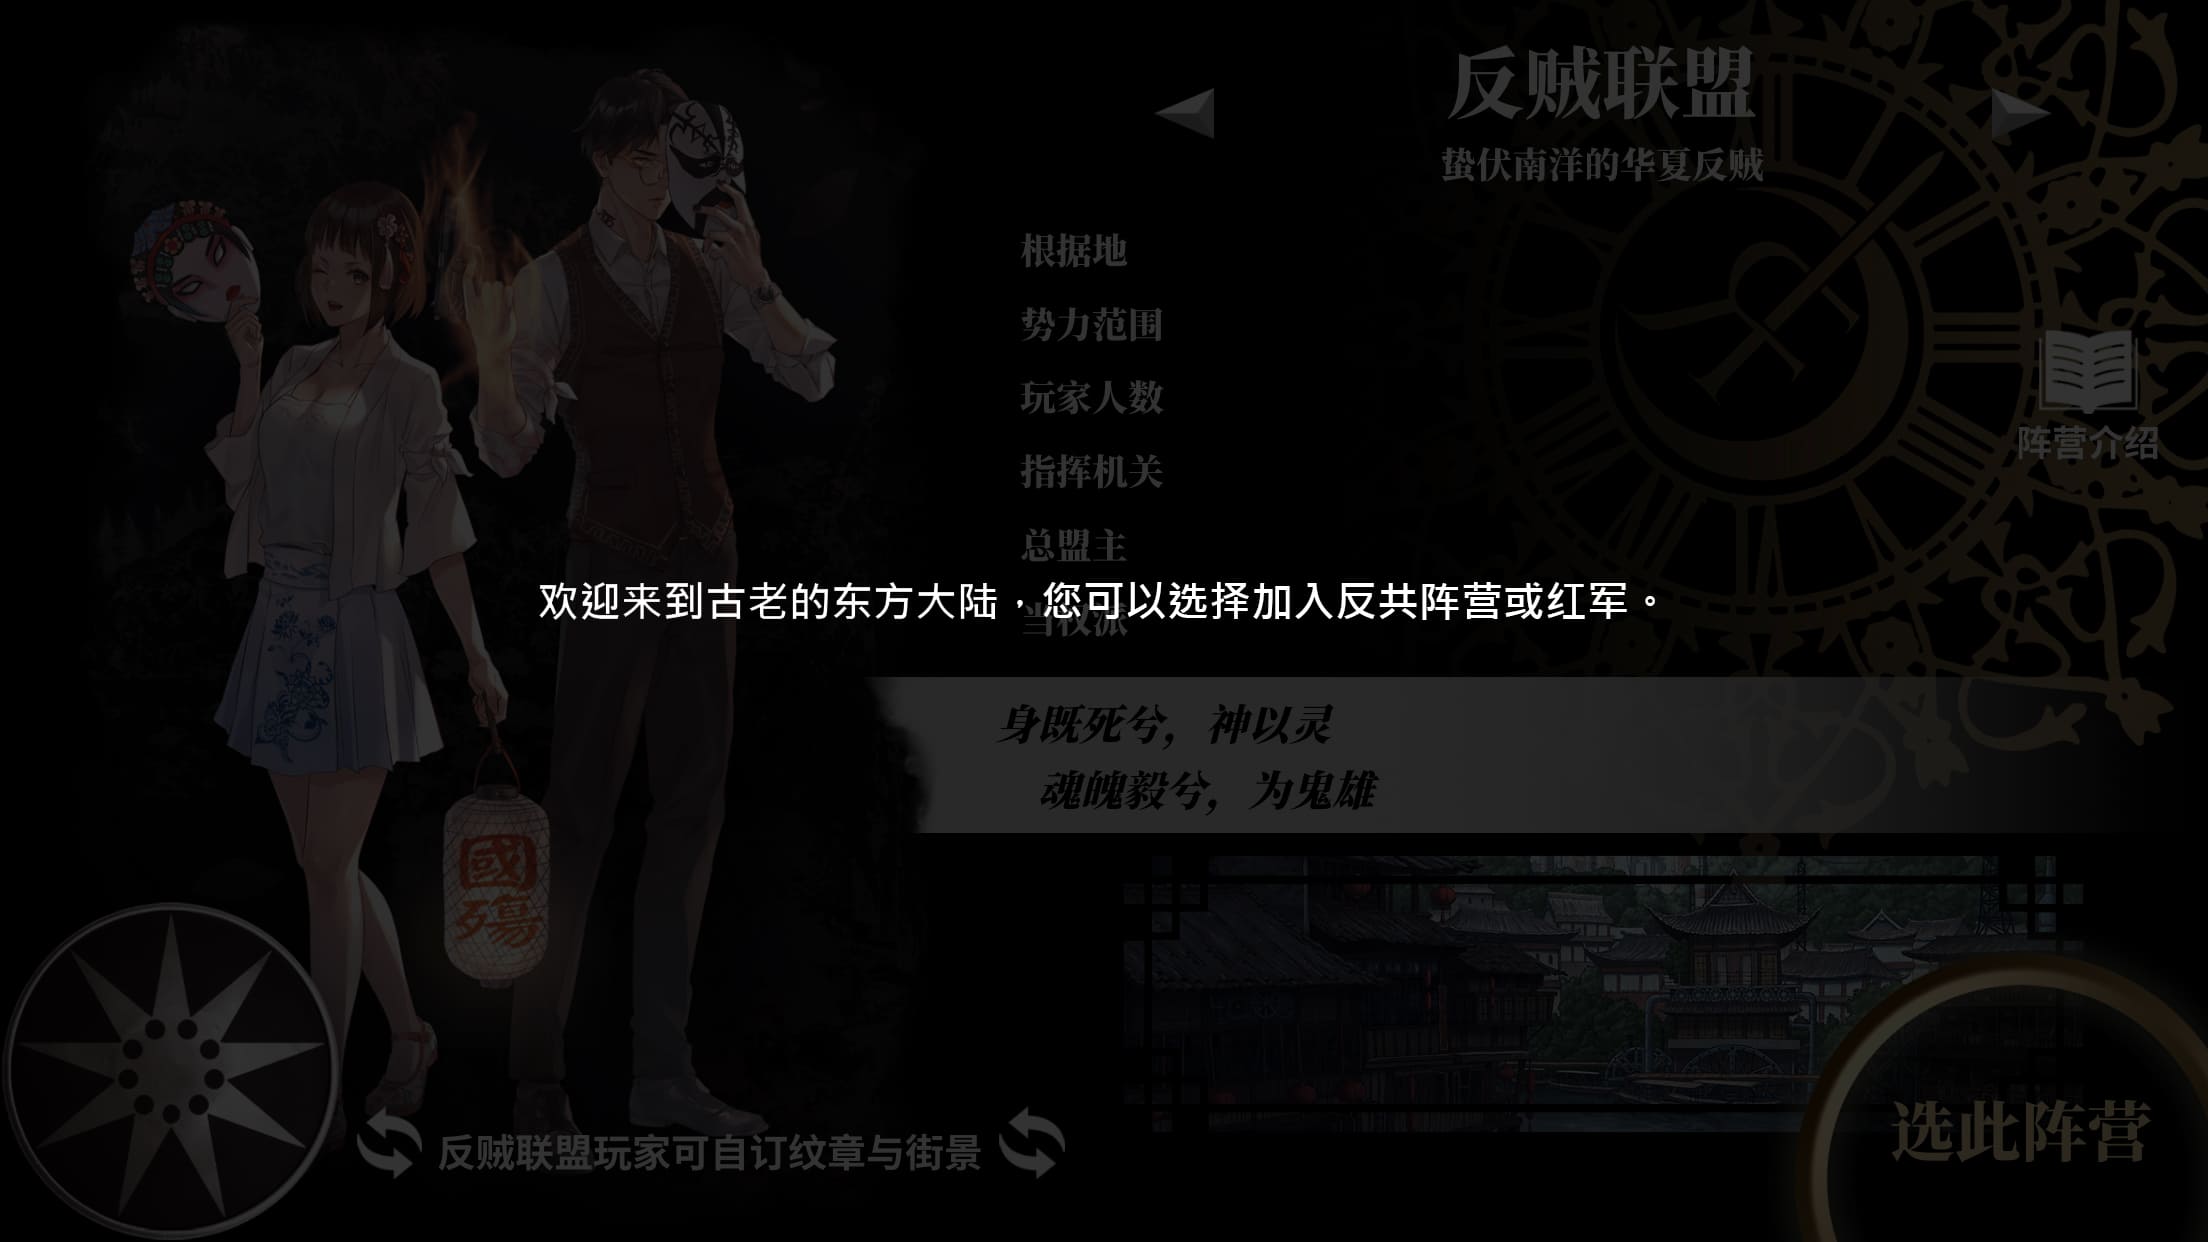 反贼联盟
蛰伏南洋的华夏反贼
根据地
势力范围
玩家人数
阵营介绍
指挥机关
总盟主
欢迎来到古老的东方大陆，您可以选择加入反共阵营或红军。
当权派
身既死兮，神以灵
魂魄毅兮，为鬼雄
國
殤
选此阵营
反贼联盟玩家可自订纹章与街景